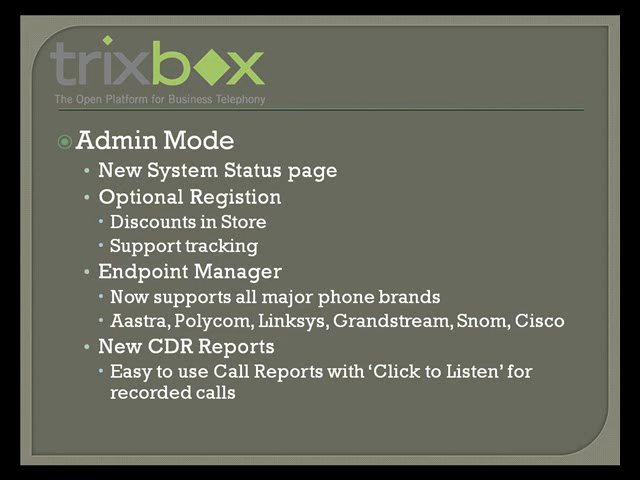 trixbox
The Open Platform for Business Telephony
Admin Mode
New System Status page
Optional Registion
Discounts in Store
Support tracking
Endpoint Manager
Now supports all major phone brands
Aastra, Polycom, Linksys, Grandstream, Snom, Cisco
New CDR Reports
Easy to use Call Reports with ‘Click to Listen’ for
recorded calls